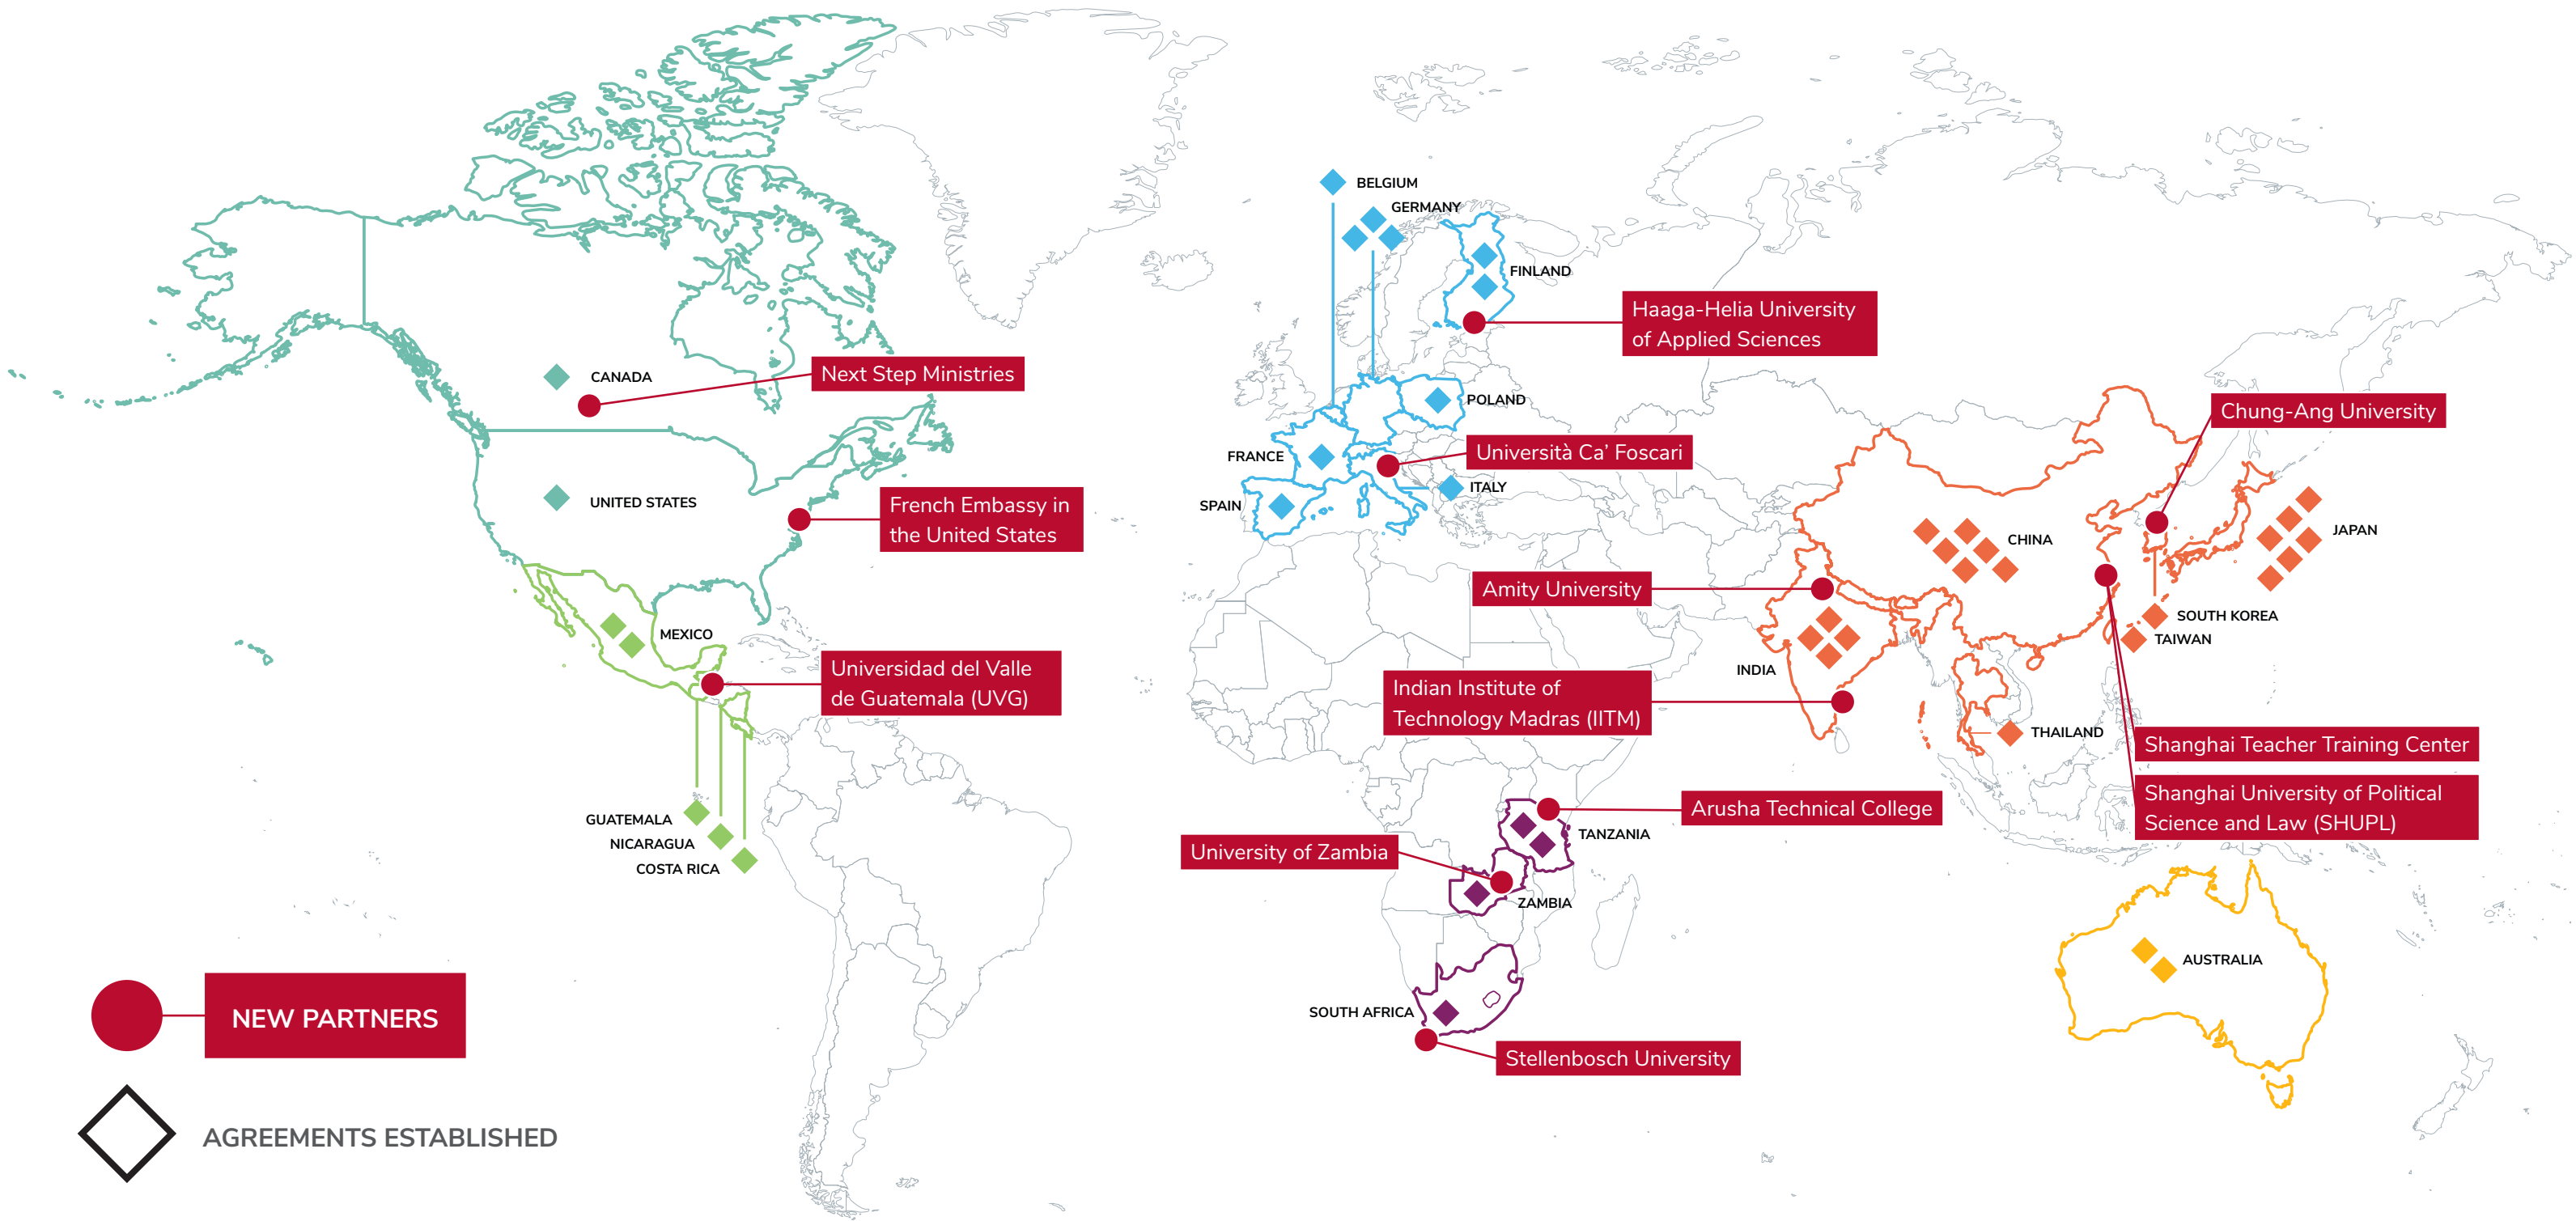 BELGIUM
GERMANY
FINLAND
Haaga-Helia University
of Applied Sciences
CANADA
Next Step Ministries
POLAND
Chung-Ang University
FRANCE
Università Ca’ Foscari
ITALY
SPAIN
UNITED STATES
French Embassy in
the United States
CHINA
JAPAN
Amity University
SOUTH KOREA
TAIWAN
MEXICO
INDIA
Universidad del Valle
de Guatemala (UVG)
Indian Institute of
Technology Madras (IITM)
THAILAND
Shanghai Teacher Training Center
Shanghai University of Political
Science and Law (SHUPL)
GUATEMALA
NICARAGUA
COSTA RICA
Arusha Technical College
TANZANIA
University of Zambia
ZAMBIA
AUSTRALIA
SOUTH AFRICA
Stellenbosch University
NEW PARTNERS
AGREEMENTS ESTABLISHED